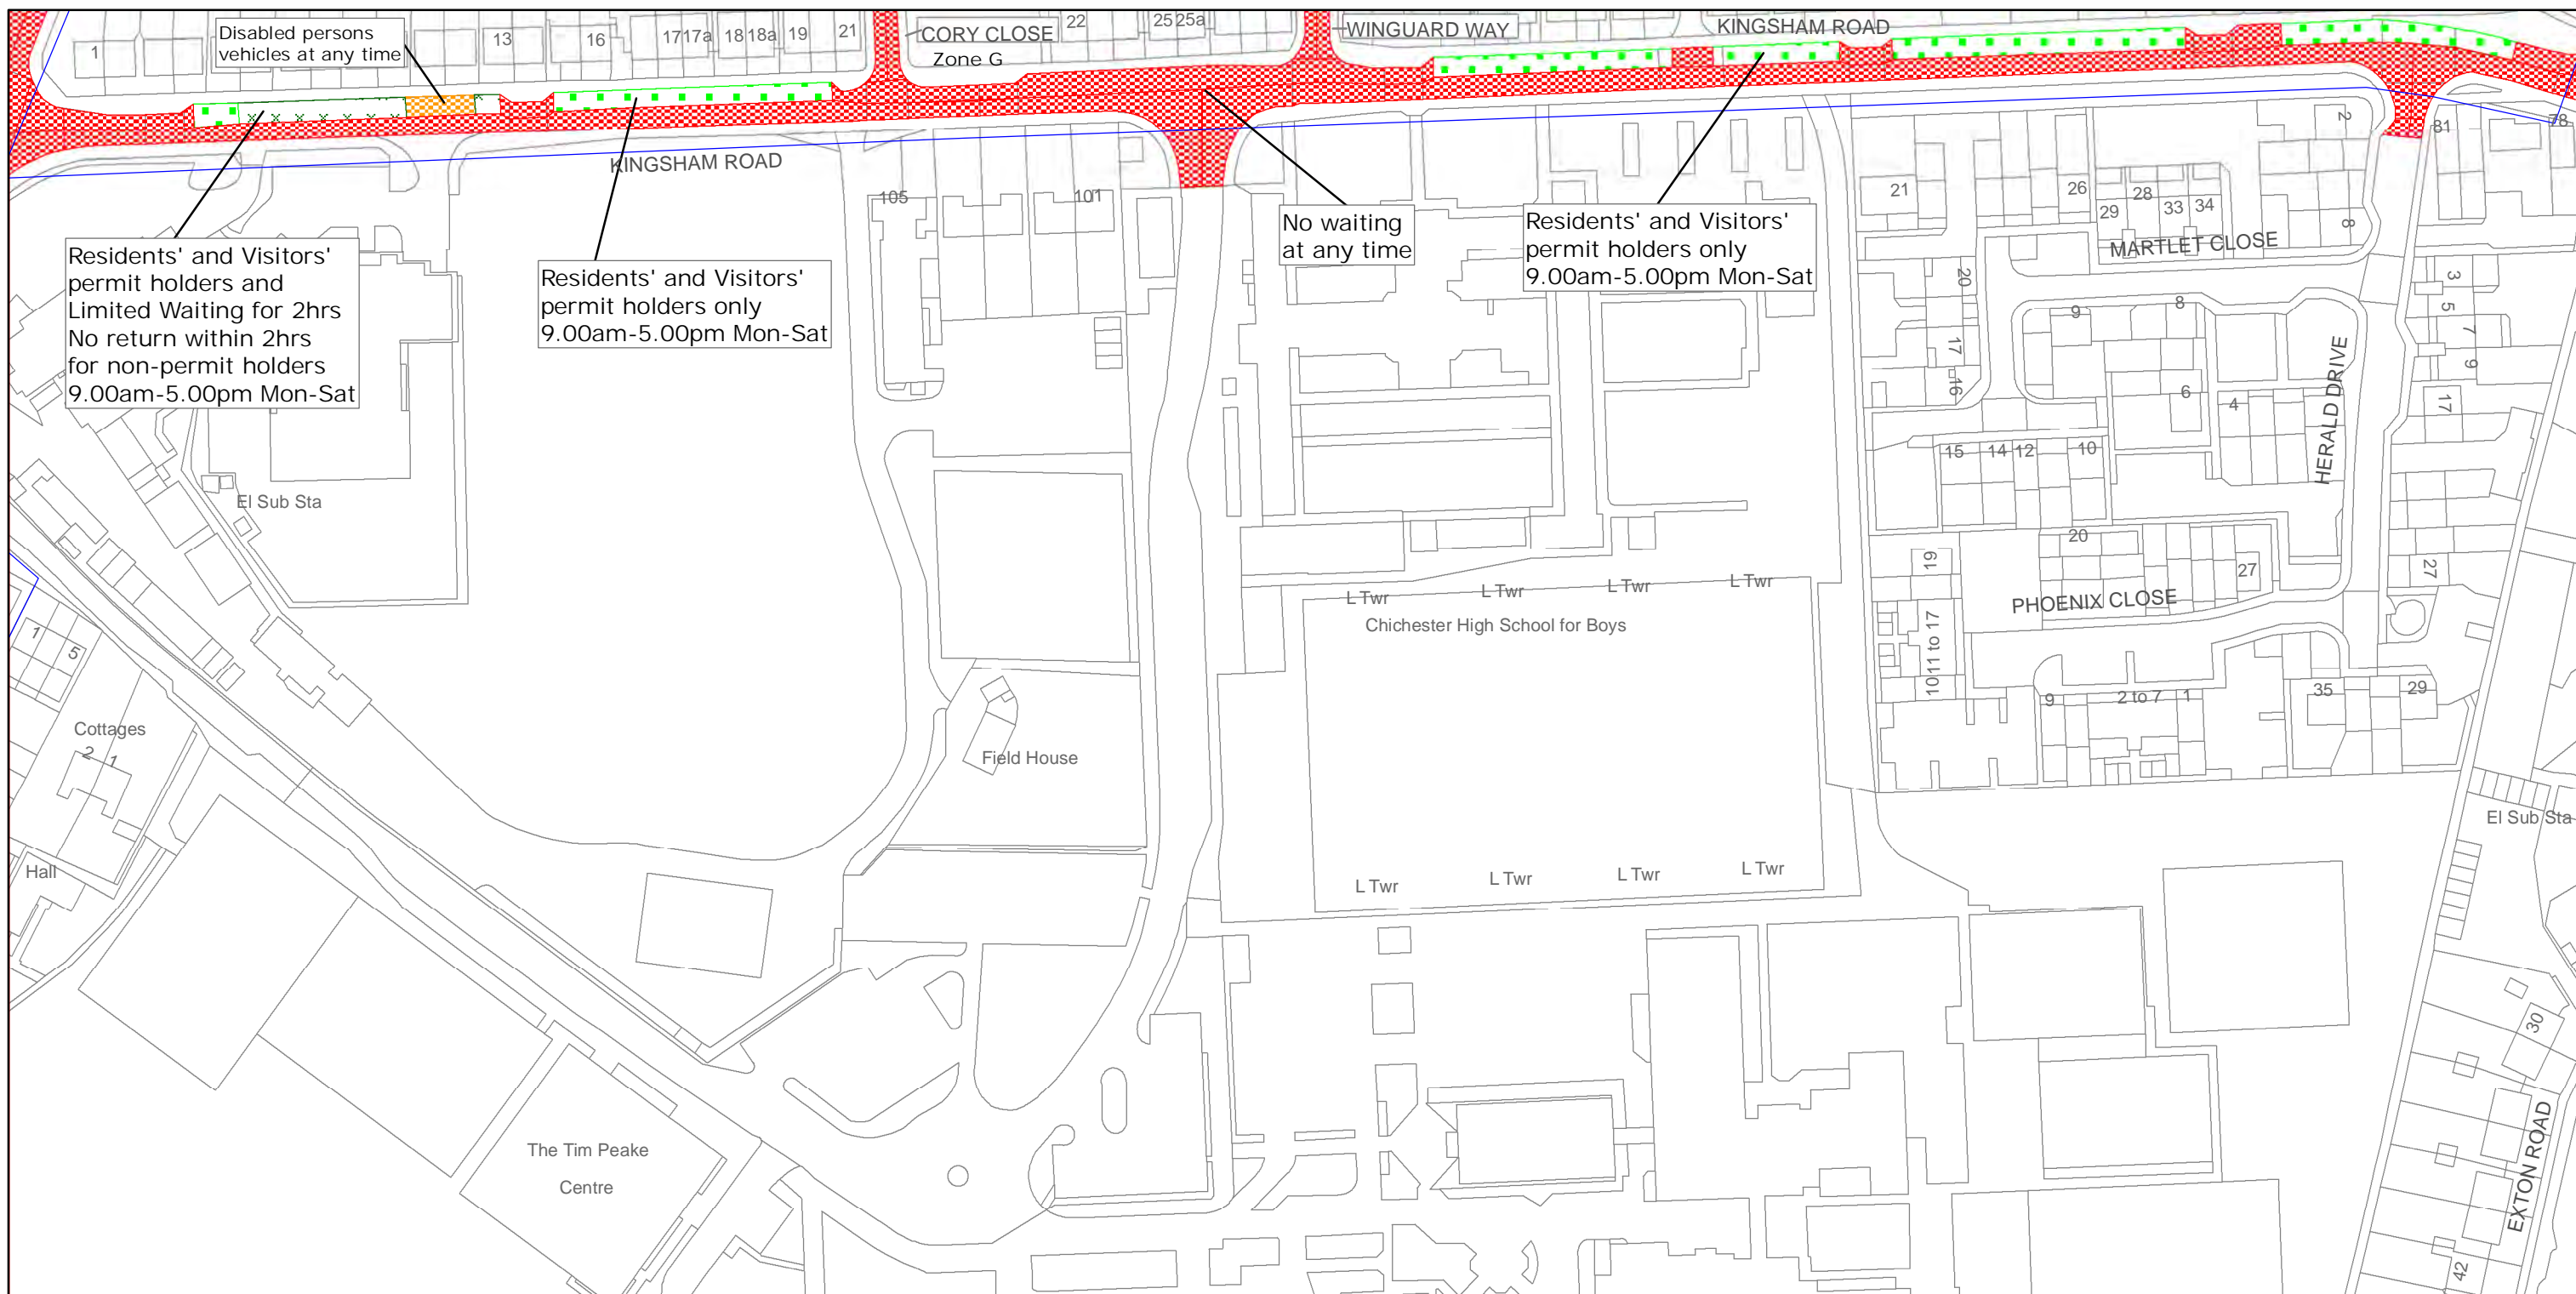 1
Disabled persons
vehicles at any time
13
16
17
17a
18
18a
19
21
CORY CLOSE
Zone G
22
25
25a
WINGUARD WAY
KINGSHAM ROAD
KINGSHAM ROAD
105
101
Residents' and Visitors'
permit holders and
Limited Waiting for 2hrs
No return within 2hrs
for non-permit holders
9.00am-5.00pm Mon-Sat
Residents' and Visitors'
permit holders only
9.00am-5.00pm Mon-Sat
No waiting
at any time
Residents' and Visitors'
permit holders only
9.00am-5.00pm Mon-Sat
21
26
28
29
33
34
2
8
81
78
MARTLET CLOSE
20
17
16
9
8
6
4
HERALD DRIVE
3
5
7
9
17
15
14
12
10
El Sub Sta
20
19
27
27
PHOENIX CLOSE
L Twr
L Twr
L Twr
L Twr
Chichester High School for Boys
11 to 17
10
9
2 to 7
1
35
29
1
5
Cottages
2
1
Hall
Field House
El Sub Sta
L Twr
L Twr
L Twr
L Twr
The Tim Peake
Centre
30
EXTON ROAD
42